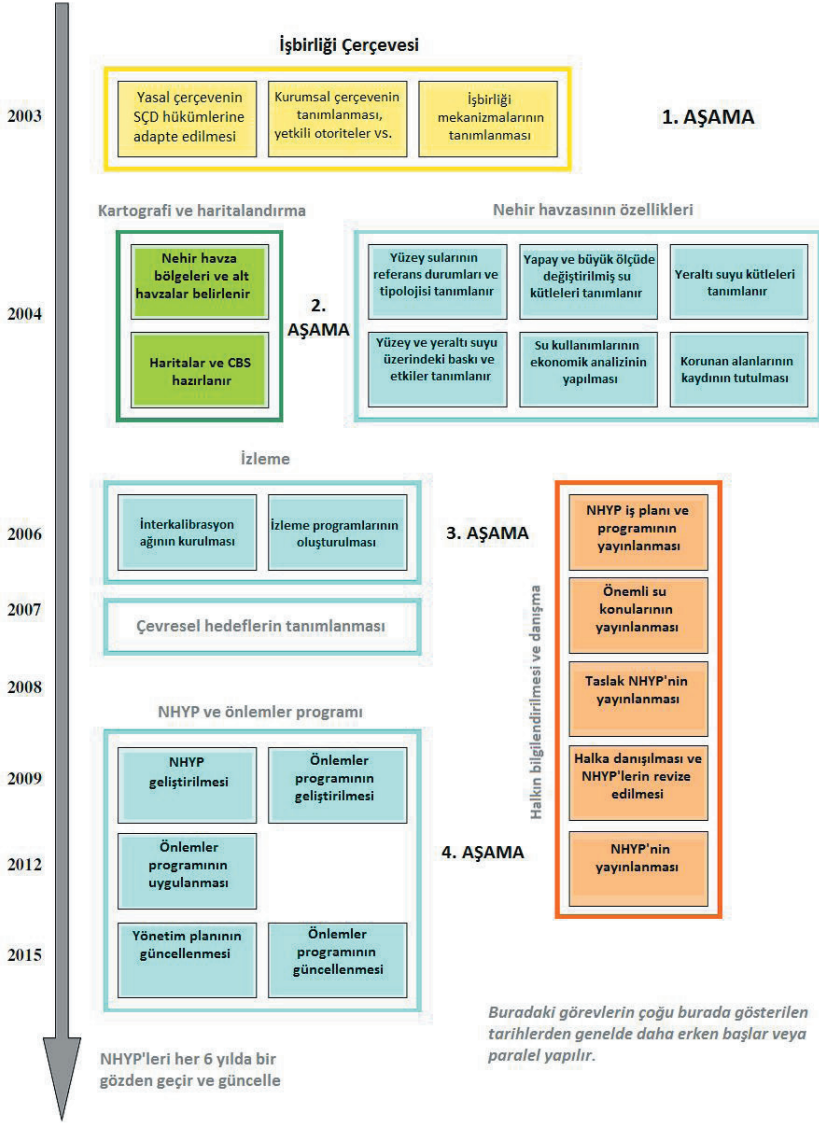 İşbirliği Çerçevesi
2003
Yasal çerçevenin
SÇD hükümlerine
adapte edilmesi
Kurumsal çerçevenin
tanımlanması,
yetkili otoriteler vs.
İşbirliği
mekanizmalarının
tanımlanması
1. AŞAMA
Kartografi ve haritalandırma
Nehir havzasının özellikleri
2004
Nehir havza
bölgeleri ve alt
havzalar belirlenir
Haritalar ve CBS
hazırlanır
2.
AŞAMA
Yüzey sularının
referans durumları ve
tipolojisi tanımlanır
Yapay ve büyük ölçüde
değiştirilmiş su
kütleleri tanımlanır
Yeraltı suyu kütleleri
tanımlanır
Yüzey ve yeraltı suyu
üzerindeki baskı ve
etkiler tanımlanır
Su kullanımlarının
ekonomik analizinin
yapılması
Korunan alanlarının
kaydının tutulması
İzleme
2006
İnterkalibrasyon
ağının kurulması
İzleme programlarının
oluşturulması
3. AŞAMA
2007
Çevresel hedeflerin tanımlanması
2008
NHYP ve önlemler programı
2009
NHYP
geliştirilmesi
Önlemler
programının
geliştirilmesi
2012
Önlemler
programının
uygulanması
4. AŞAMA
2015
Yönetim planının
güncellenmesi
Önlemler
programının
güncellenmesi
Halkın bilgilendirilmesi ve danışma
NHYP iş planı ve
programının
yayınlanması
Önemli su
konularının
yayınlanması
Taslak NHYP'nin
yayınlanması
Halka danışılması ve
NHYP'lerin revize
edilmesi
NHYP'nin
yayınlanması
NHYP'leri her 6 yılda bir
gözden geçir ve güncelle
Buradaki görevlerin çoğu burada gösterilen
tarihlerden genelde daha erken başlar veya
paralel yapılır.